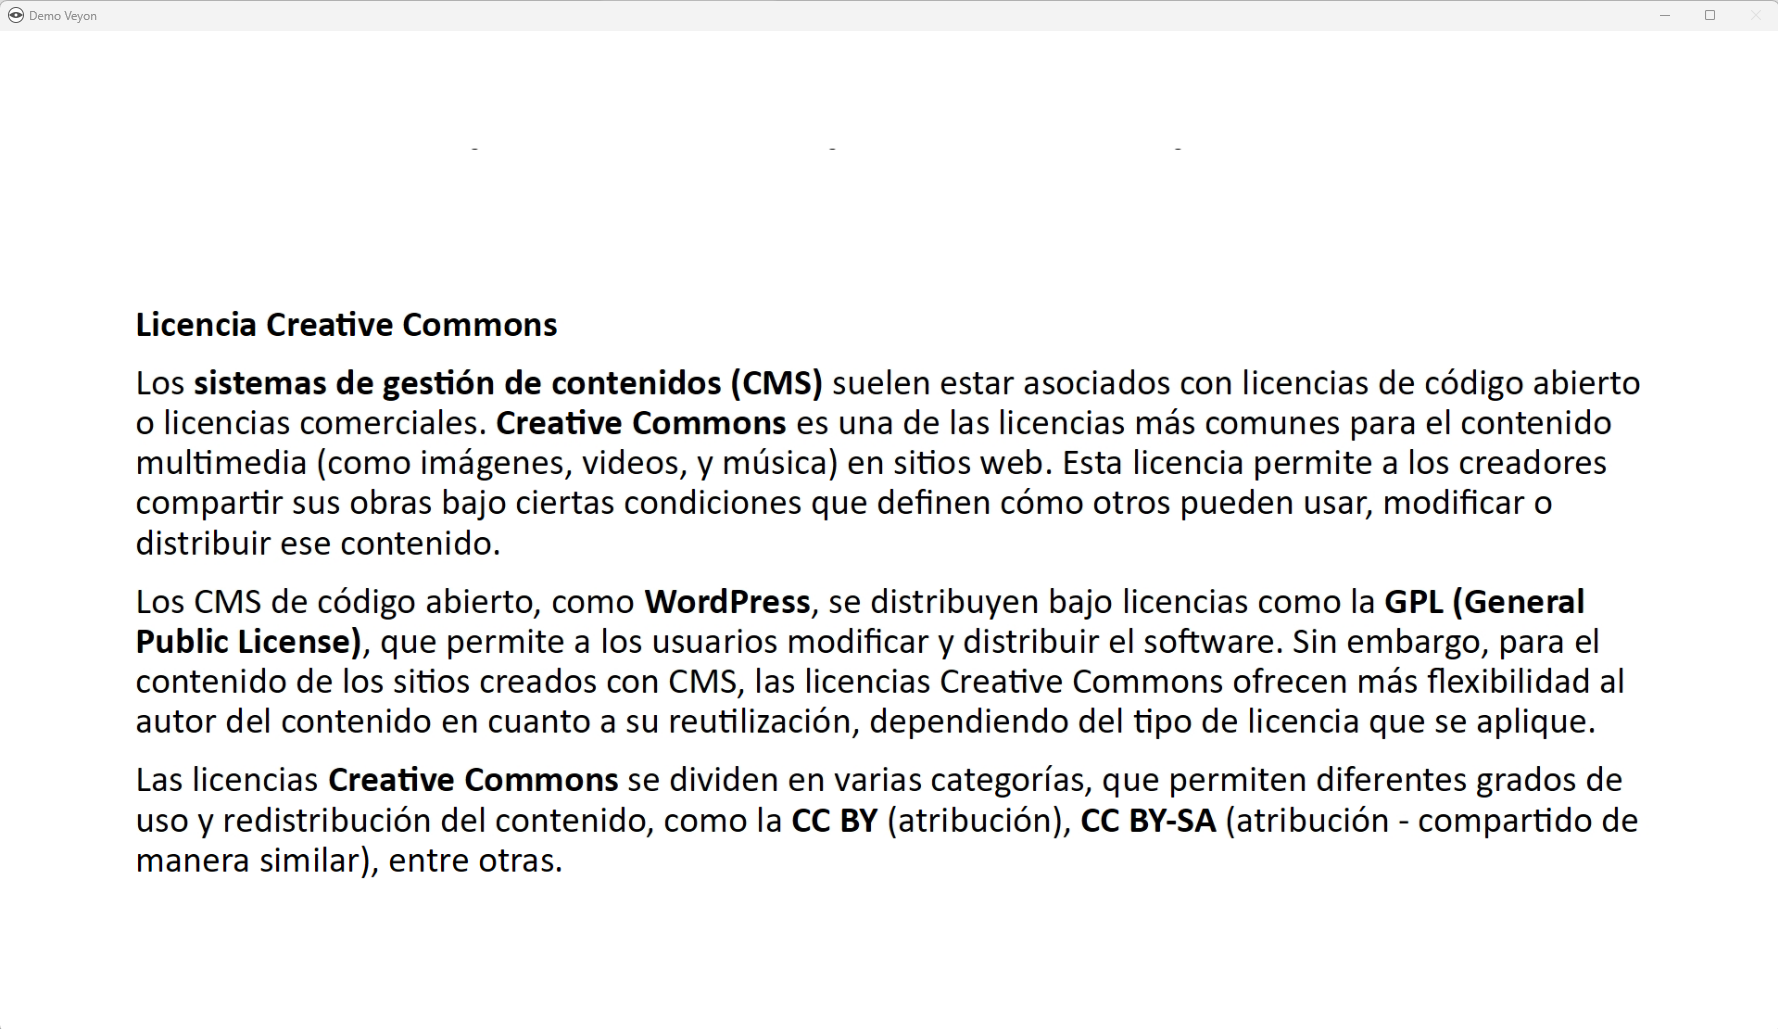 Demo Veyon
Licencia Creative Commons
Los sistemas de gestión de contenidos (CMS) suelen estar asociados con licencias de código abierto
o licencias comerciales. Creative Commons es una de las licencias más comunes para el contenido
multimedia (como imágenes, videos, y música) en sitios web. Esta licencia permite a los creadores
compartir sus obras bajo ciertas condiciones que definen cómo otros pueden usar, modificar o
distribuir ese contenido.
Los CMS de código abierto, como WordPress, se distribuyen bajo licencias como la GPL (General
Public License), que permite a los usuarios modificar y distribuir el software. Sin embargo, para el
contenido de los sitios creados con CMS, las licencias Creative Commons ofrecen más flexibilidad al
autor del contenido en cuanto a su reutilización, dependiendo del tipo de licencia que se aplique.
Las licencias Creative Commons se dividen en varias categorías, que permiten diferentes grados de
uso y redistribución del contenido, como la CC BY (atribución), CC BY-SA (atribución - compartido de
manera similar), entre otras.